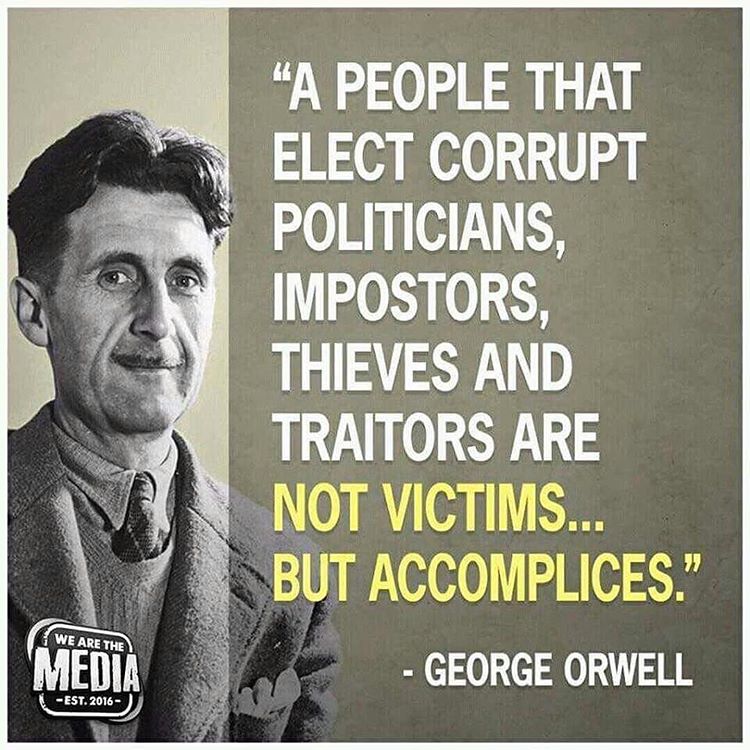 “A PEOPLE THAT
ELECT CORRUPT
POLITICIANS,
IMPOSTORS,
THIEVES AND
TRAITORS ARE
NOT VICTIMS...
BUT ACCOMPLICES.”
- GEORGE ORWELL
WE ARE THE
MEDIA
-EST. 2016-